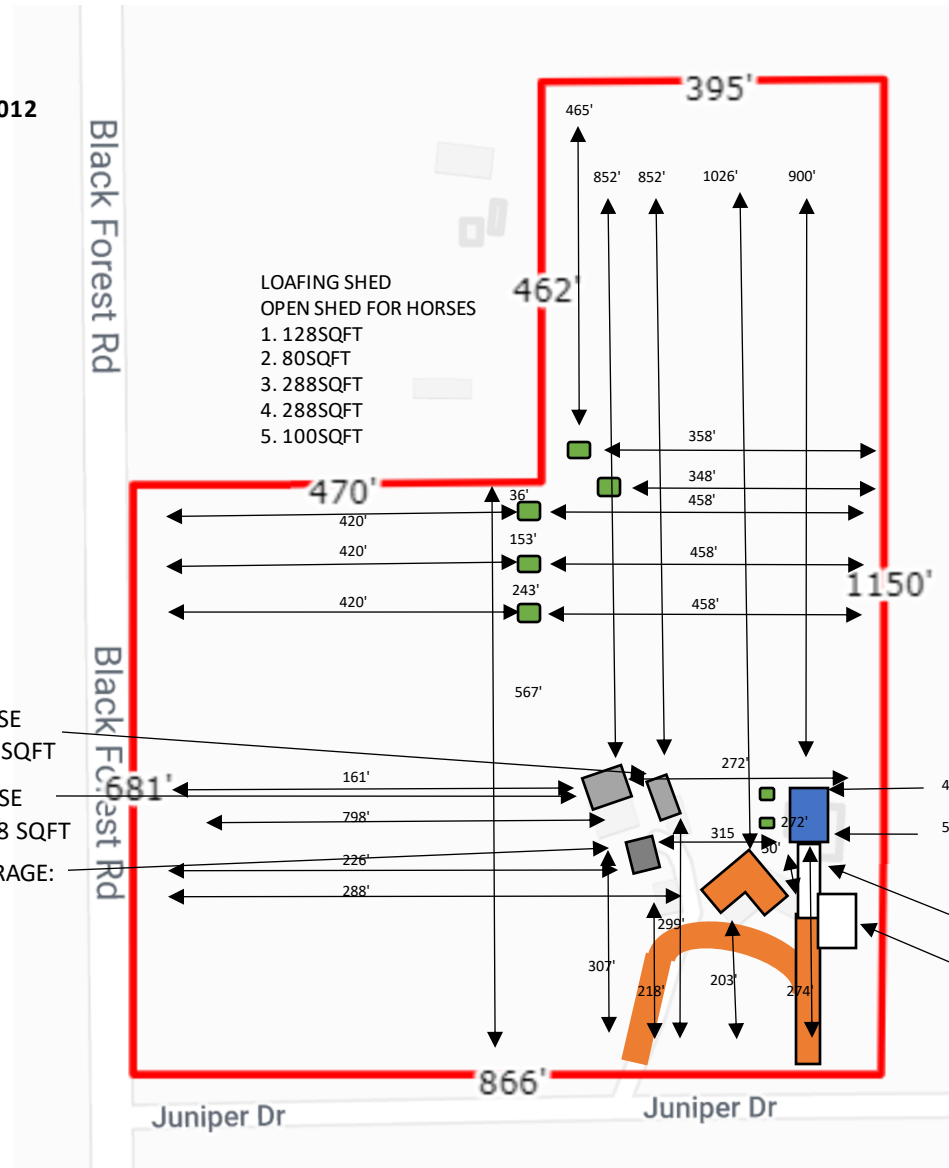 012
395'
465'
852'
852'
1026'
900'
Black Forest Rd
LOAFING SHED
OPEN SHED FOR HORSES
1. 128SQFT
2. 80SQFT
3. 288SQFT
4. 288SQFT
5. 100SQFT
462'
358'
348'
470'
36'
458'
420'
153'
420'
458'
1150'
243'
420'
458'
Black Forest Rd
567'
SE
SQFT
681'
161'
272'
SE
8 SQFT
798'
4
272'
315
5
50'
RAGE:
226'
288'
299'
307'
218'
203'
274'
866'
Juniper Dr
Juniper Dr